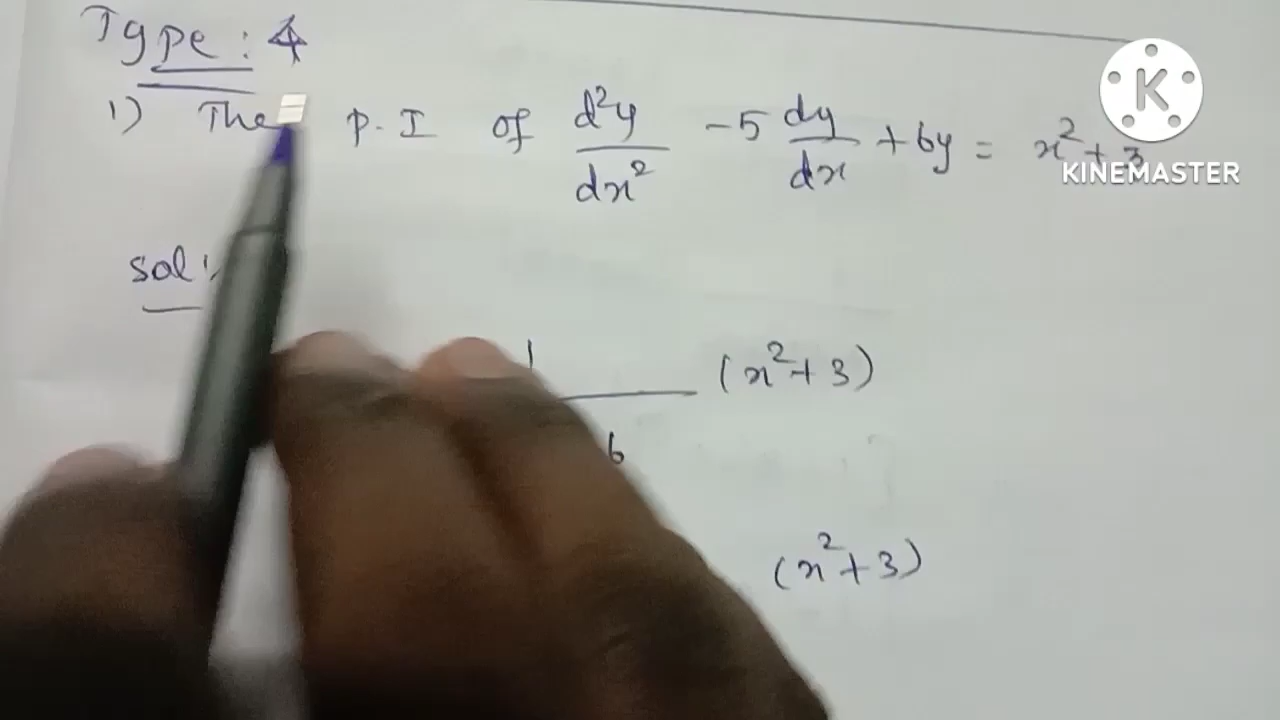 Type: 4
1) The P.I of d²y/dx² -5 dy/dx + 6y = x² + 3
K
KINEMASTER
sol:
1/6 (x²+3)
(x²+3)